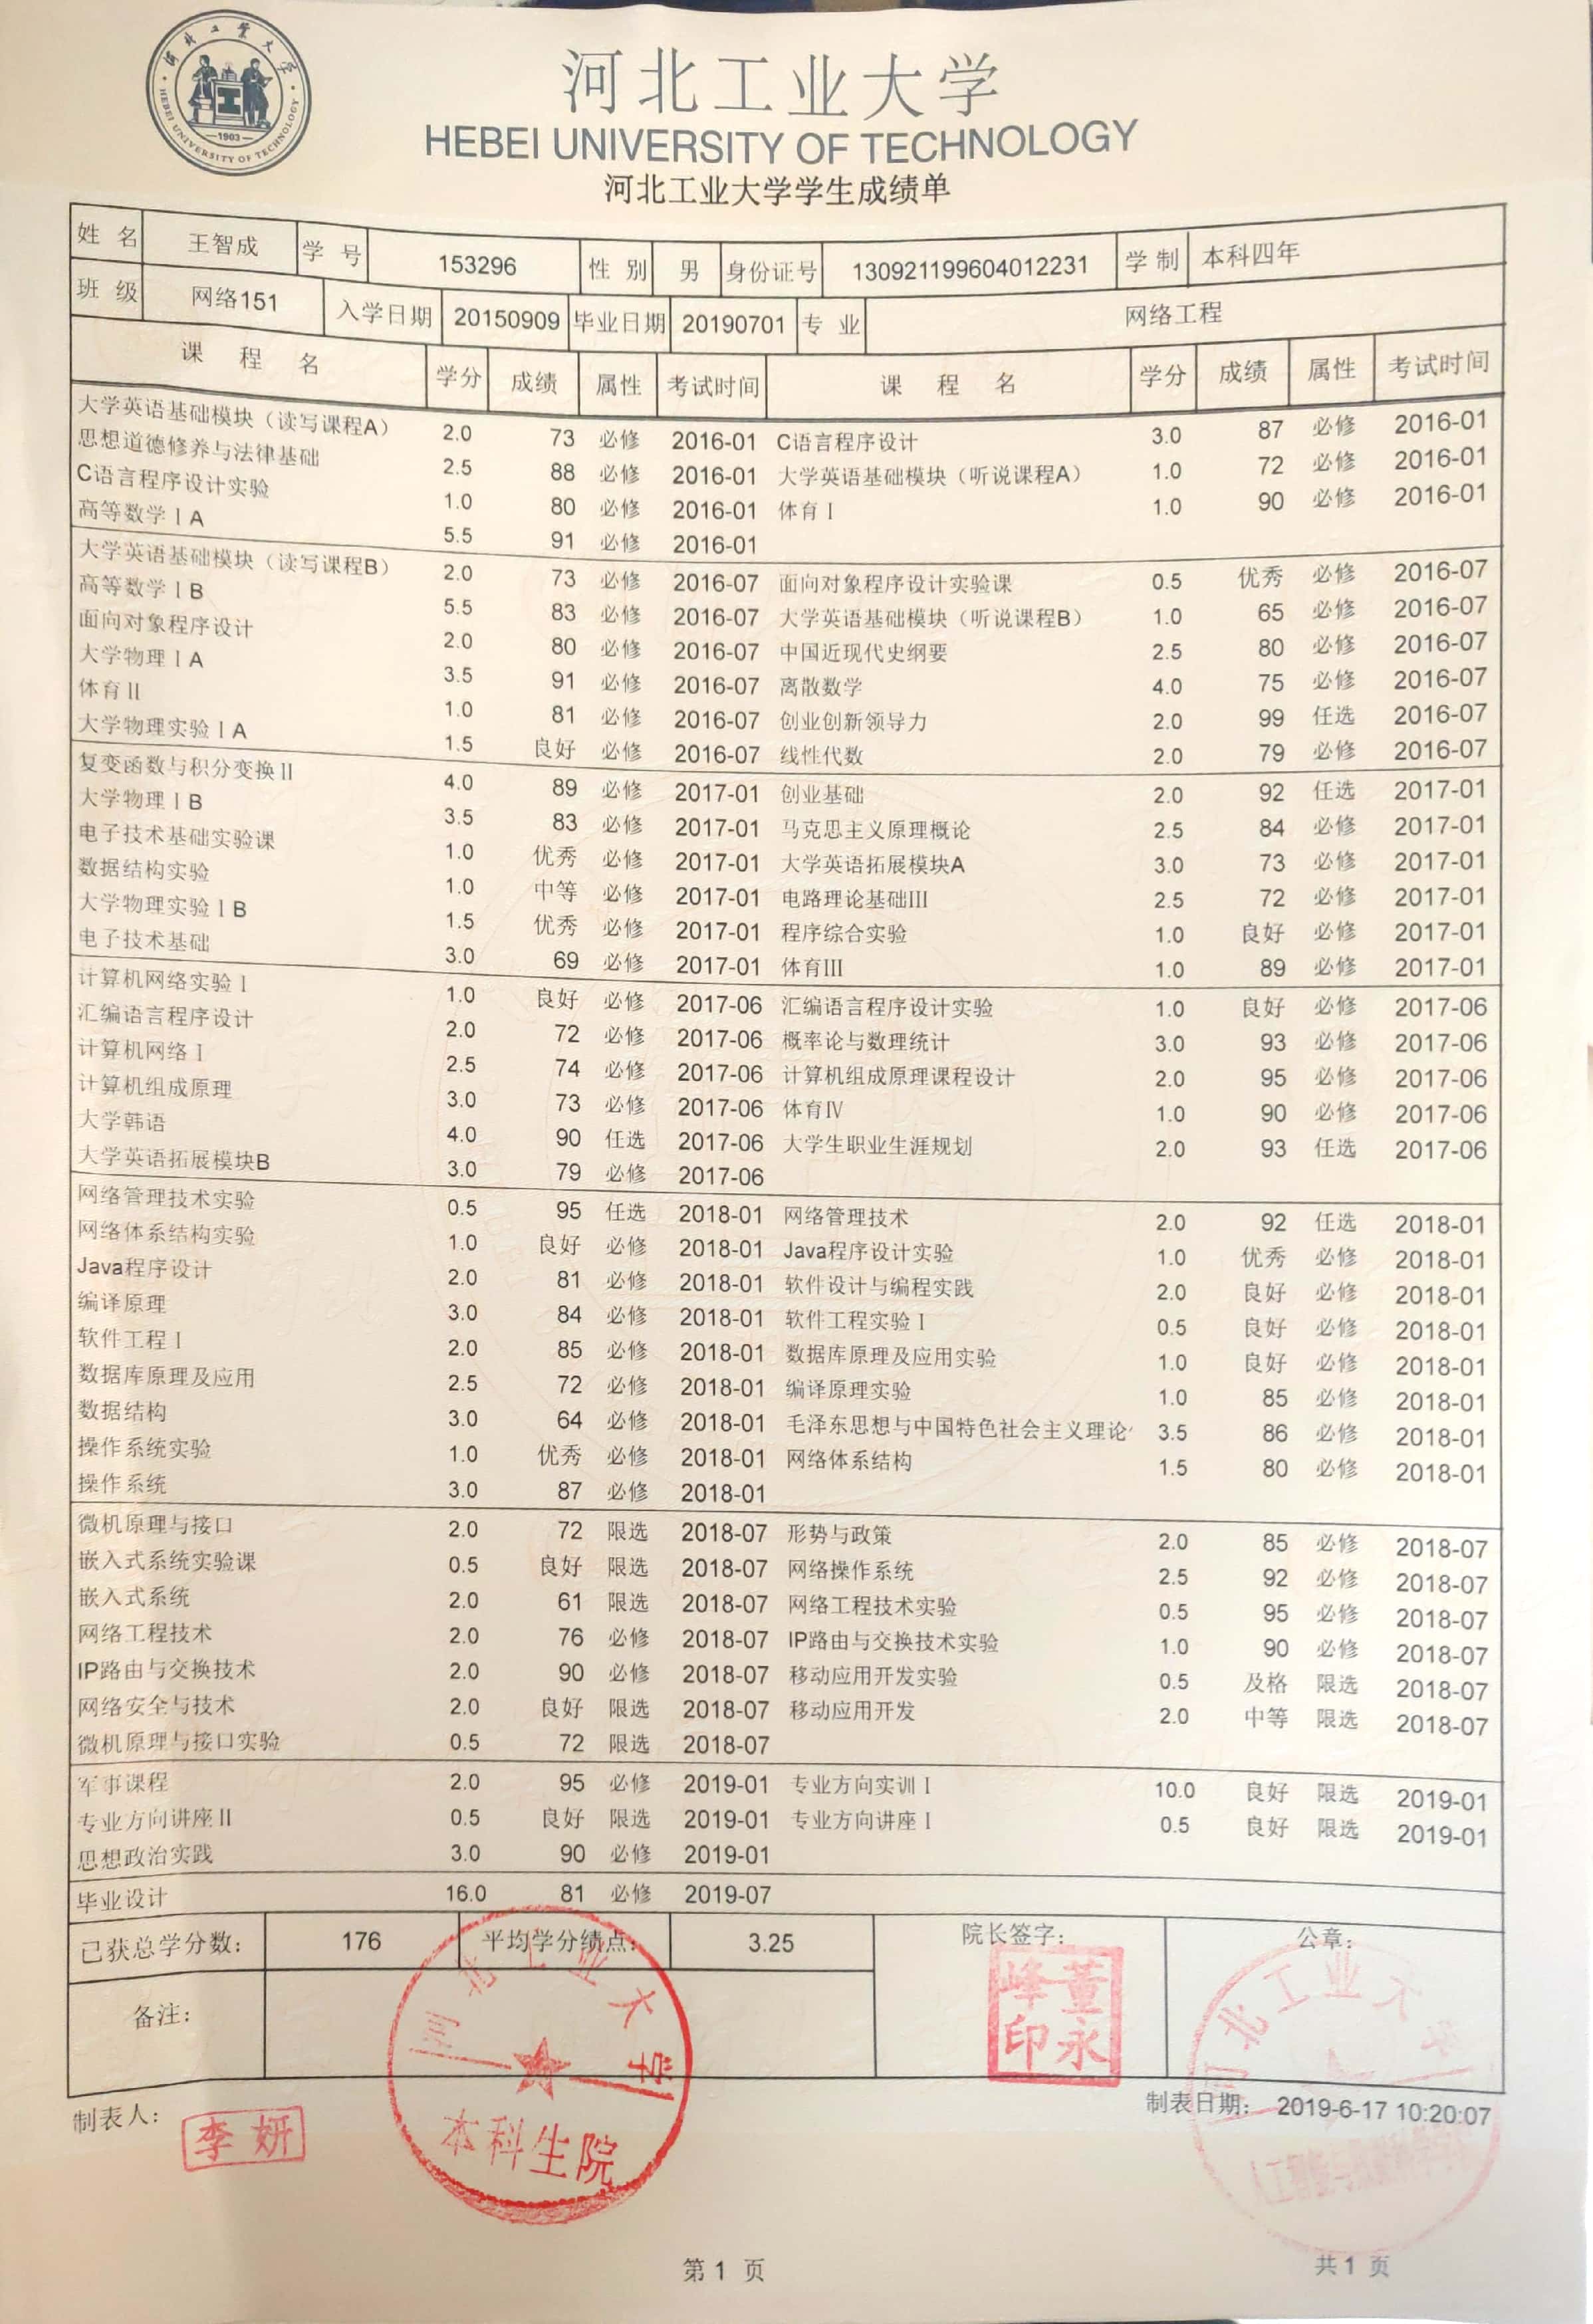 河北工业大学
HEBEI UNIVERSITY OF TECHNOLOGY
1903
河北工业大学
HEBEI UNIVERSITY OF TECHNOLOGY
河北工业大学学生成绩单
姓 名 王智成 学 号 153296 性 别 男 身份证号 130921199604012231 学 制 本科四年
班 级 网络151 入学日期 20150909 毕业日期 20190701 专 业 网络工程
课 程 名 学分 成绩 属性 考试时间 课 程 名 学分 成绩 属性 考试时间
大学英语基础模块（读写课程A） 2.0 73 必修 2016-01 C语言程序设计 3.0 87 必修 2016-01
思想道德修养与法律基础 2.5 88 必修 2016-01 大学英语基础模块（听说课程A） 1.0 72 必修 2016-01
C语言程序设计实验 1.0 80 必修 2016-01 体育Ⅰ 1.0 90 必修 2016-01
高等数学ⅠA 5.5 91 必修 2016-01
大学英语基础模块（读写课程B） 2.0 73 必修 2016-07 面向对象程序设计实验课 0.5 优秀 必修 2016-07
高等数学ⅠB 5.5 83 必修 2016-07 大学英语基础模块（听说课程B） 1.0 65 必修 2016-07
面向对象程序设计 2.0 80 必修 2016-07 中国近现代史纲要 2.5 80 必修 2016-07
大学物理ⅠA 3.5 91 必修 2016-07 离散数学 4.0 75 必修 2016-07
体育Ⅱ 1.0 81 必修 2016-07 创业创新领导力 2.0 99 任选 2016-07
大学物理实验ⅠA 1.5 良好 必修 2016-07 线性代数 2.0 79 必修 2016-07
复变函数与积分变换Ⅱ 4.0 89 必修 2017-01 创业基础 2.0 92 任选 2017-01
大学物理ⅠB 3.5 83 必修 2017-01 马克思主义原理概论 2.5 84 必修 2017-01
电子技术基础实验课 1.0 优秀 必修 2017-01 大学英语拓展模块A 3.0 73 必修 2017-01
数据结构实验 1.0 中等 必修 2017-01 电路理论基础Ⅲ 2.5 72 必修 2017-01
大学物理实验ⅠB 1.5 优秀 必修 2017-01 程序综合实验 1.0 良好 必修 2017-01
电子技术基础 3.0 69 必修 2017-01 体育Ⅲ 1.0 89 必修 2017-01
计算机网络实验Ⅰ 1.0 良好 必修 2017-06 汇编语言程序设计实验 1.0 良好 必修 2017-06
汇编语言程序设计 2.0 72 必修 2017-06 概率论与数理统计 3.0 93 必修 2017-06
计算机网络Ⅰ 2.5 74 必修 2017-06 计算机组成原理课程设计 2.0 95 必修 2017-06
计算机组成原理 3.0 73 必修 2017-06 体育Ⅳ 1.0 90 必修 2017-06
大学韩语 4.0 90 任选 2017-06 大学生职业生涯规划 2.0 93 任选 2017-06
大学英语拓展模块B 3.0 79 必修 2017-06
网络管理技术实验 0.5 95 任选 2018-01 网络管理技术 2.0 92 任选 2018-01
网络体系结构实验 1.0 良好 必修 2018-01 Java程序设计实验 1.0 优秀 必修 2018-01
Java程序设计 2.0 81 必修 2018-01 软件设计与编程实践 2.0 良好 必修 2018-01
编译原理 3.0 84 必修 2018-01 软件工程实验Ⅰ 0.5 良好 必修 2018-01
软件工程Ⅰ 2.0 85 必修 2018-01 数据库原理及应用实验 1.0 良好 必修 2018-01
数据库原理及应用 2.5 72 必修 2018-01 编译原理实验 1.0 85 必修 2018-01
数据结构 3.0 64 必修 2018-01 毛泽东思想与中国特色社会主义理论 3.5 86 必修 2018-01
操作系统实验 1.0 优秀 必修 2018-01 网络体系结构 1.5 80 必修 2018-01
操作系统 3.0 87 必修 2018-01
微机原理与接口 2.0 72 限选 2018-07 形势与政策 2.0 85 必修 2018-07
嵌入式系统实验课 0.5 良好 限选 2018-07 网络操作系统 2.5 92 必修 2018-07
嵌入式系统 2.0 61 限选 2018-07 网络工程技术实验 0.5 95 必修 2018-07
网络工程技术 2.0 76 必修 2018-07 IP路由与交换技术实验 1.0 90 必修 2018-07
IP路由与交换技术 2.0 90 必修 2018-07 移动应用开发实验 0.5 及格 限选 2018-07
网络安全与技术 2.0 良好 限选 2018-07 移动应用开发 2.0 中等 限选 2018-07
微机原理与接口实验 0.5 72 限选 2018-07
军事课程 2.0 95 必修 2019-01 专业方向实训Ⅰ 10.0 良好 限选 2019-01
专业方向讲座Ⅱ 0.5 良好 限选 2019-01 专业方向讲座Ⅰ 0.5 良好 限选 2019-01
思想政治实践 3.0 90 必修 2019-01
毕业设计 16.0 81 必修 2019-07
已获总学分数： 176 平均学分绩点： 3.25 院长签字： 公章：
备注：
董永峰印
河北工业大学
本科生院
河北工业大学
制表人： 李妍
制表日期： 2019-6-17 10:20:07
第 1 页 共 1 页